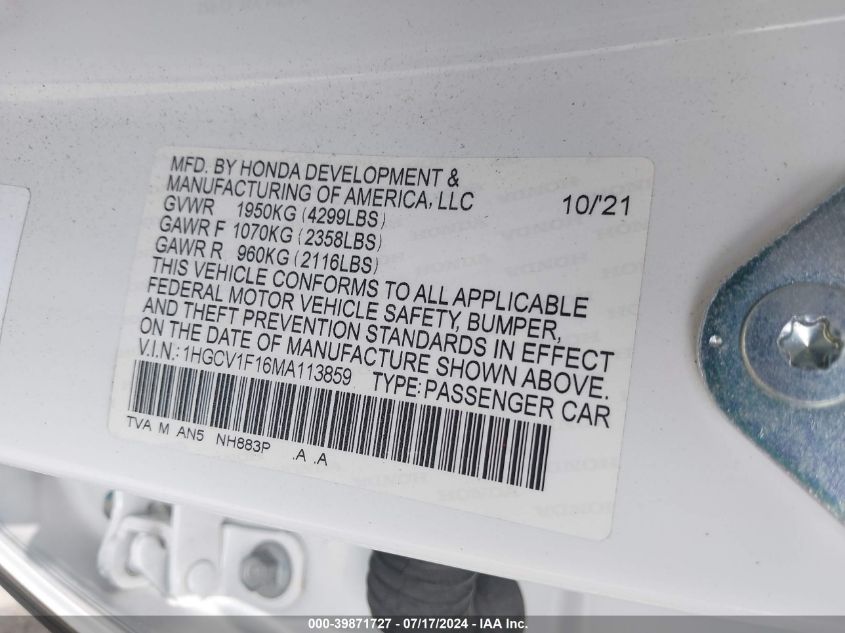 MFD. BY HONDA DEVELOPMENT &
MANUFACTURING OF AMERICA, LLC 10/'21
GVWR 1950KG (4299LBS)
GAWR F 1070KG (2358LBS)
GAWR R 960KG (2116LBS)
THIS VEHICLE CONFORMS TO ALL APPLICABLE
FEDERAL MOTOR VEHICLE SAFETY, BUMPER,
AND THEFT PREVENTION STANDARDS IN EFFECT
ON THE DATE OF MANUFACTURE SHOWN ABOVE.
V.I.N.: 1HGCV1F16MA113859 TYPE: PASSENGER CAR
TVA M AN5 NH883P .A .A
000-39871727 / 07/17/2024 - IAA Inc.